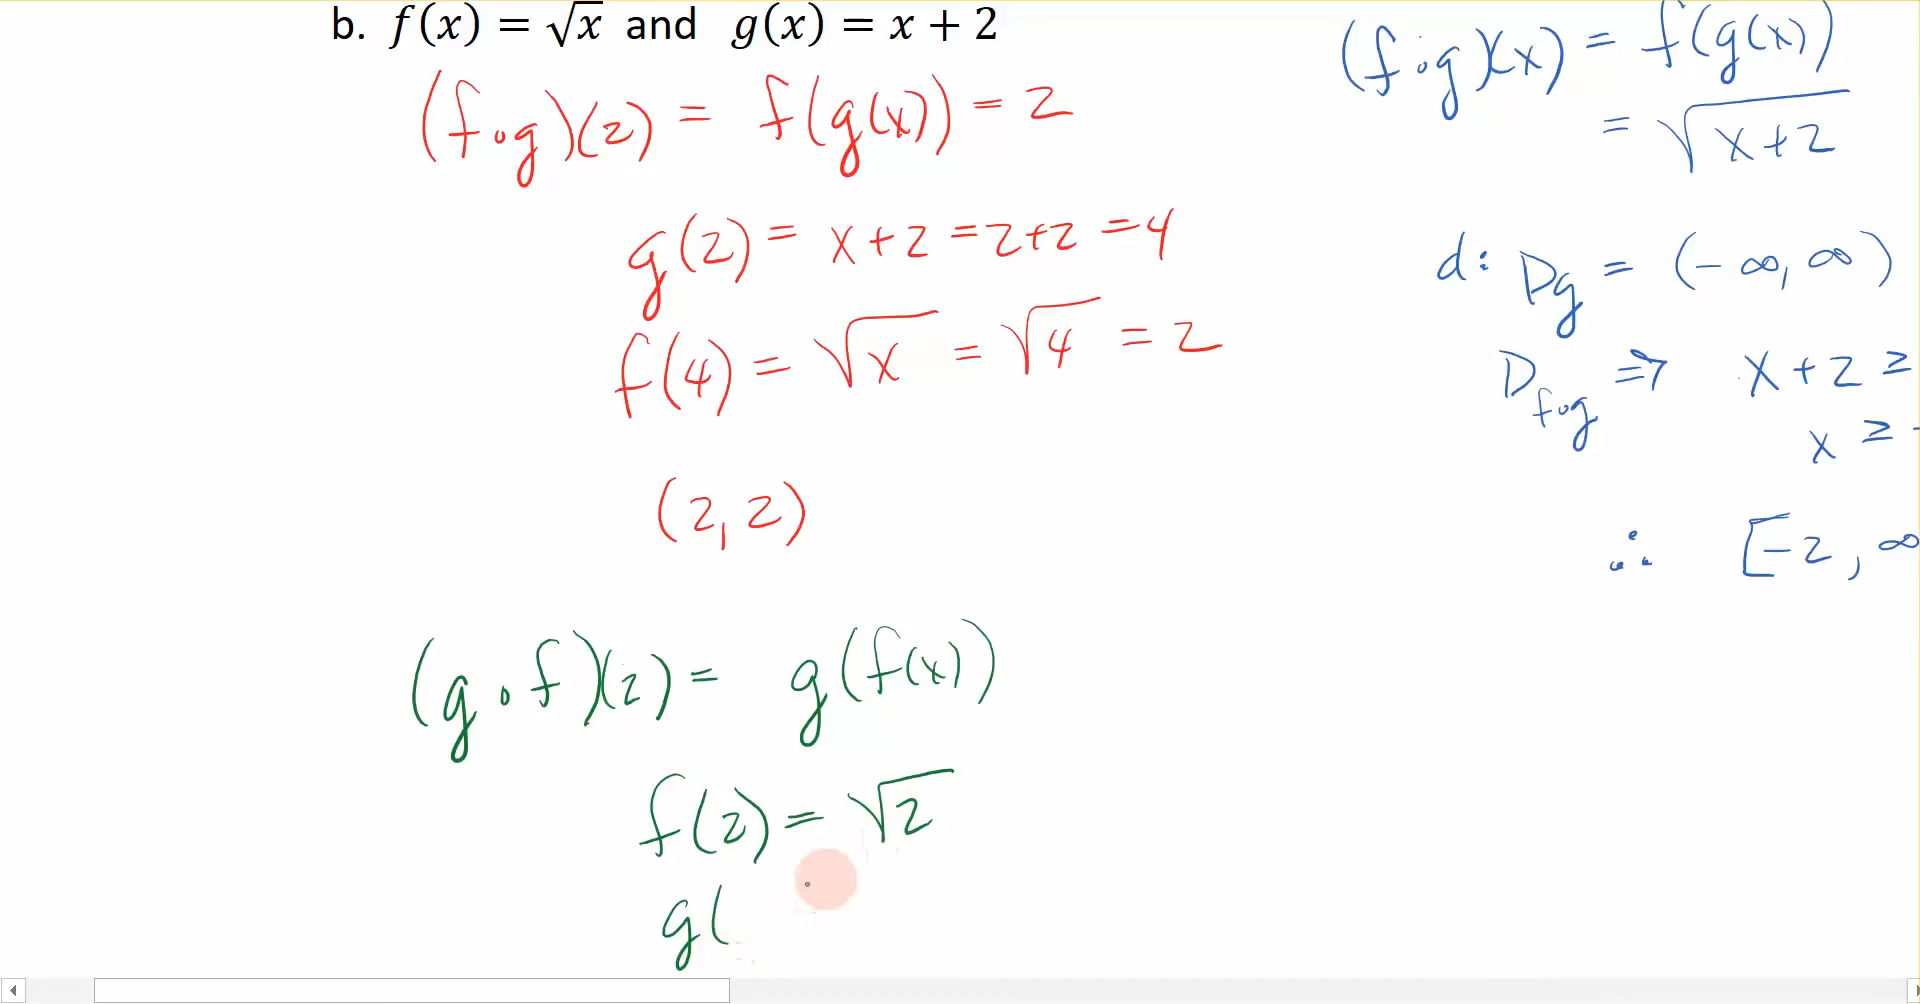 b. f(x) = √x and g(x) = x + 2
(f∘g)(2) = f(g(x)) = 2
g(2) = x+2 = 2+2 = 4
f(4) = √x = √4 = 2
(2,2)
(g∘f)(2) = g(f(x))
f(2) = √2
g(
(f∘g)(x) = f(g(x))
= √x+2
d: Dg = (-∞, ∞)
Df∘g ⇒ x+2 ≥
x ≥ -
∴ [-2, ∞